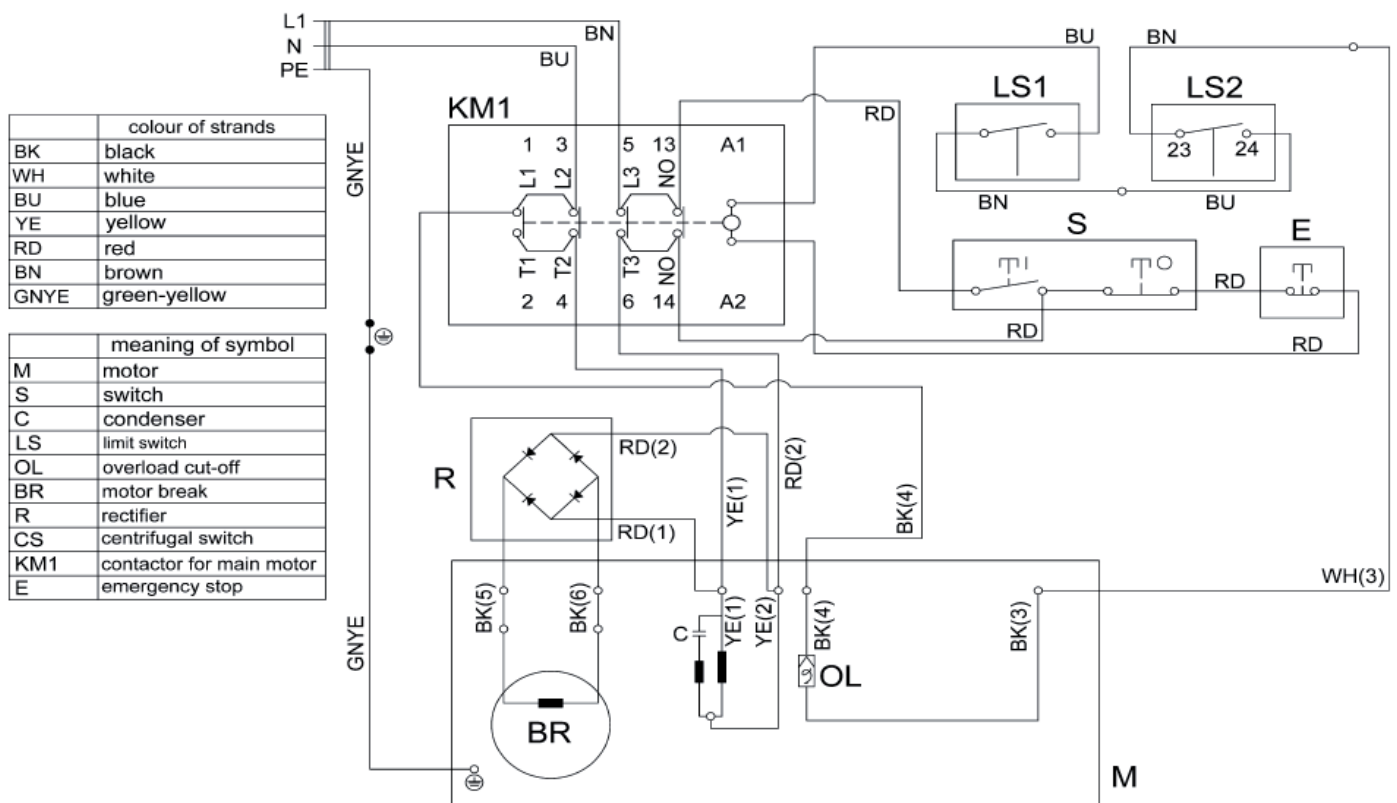 L1
N
PE
BN
BU
GNYE
KM1
1 3 5 13 A1
L1 L2 L3 NO
T1 T2 T3 NO
2 4 6 14 A2
RD
BU
BN
LS1
LS2
23 24
BN
BU
S
I
O
E
RD
RD
RD
colour of strands
BK black
WH white
BU blue
YE yellow
RD red
BN brown
GNYE green-yellow
meaning of symbol
M motor
S switch
C condenser
LS limit switch
OL overload cut-off
BR motor break
R rectifier
CS centrifugal switch
KM1 contactor for main motor
E emergency stop
R
RD(2)
RD(1)
YE(1)
RD(2)
BK(4)
WH(3)
GNYE
BK(5)
BK(6)
C
YE(1)
YE(2)
BK(4)
BK(3)
OL
BR
M